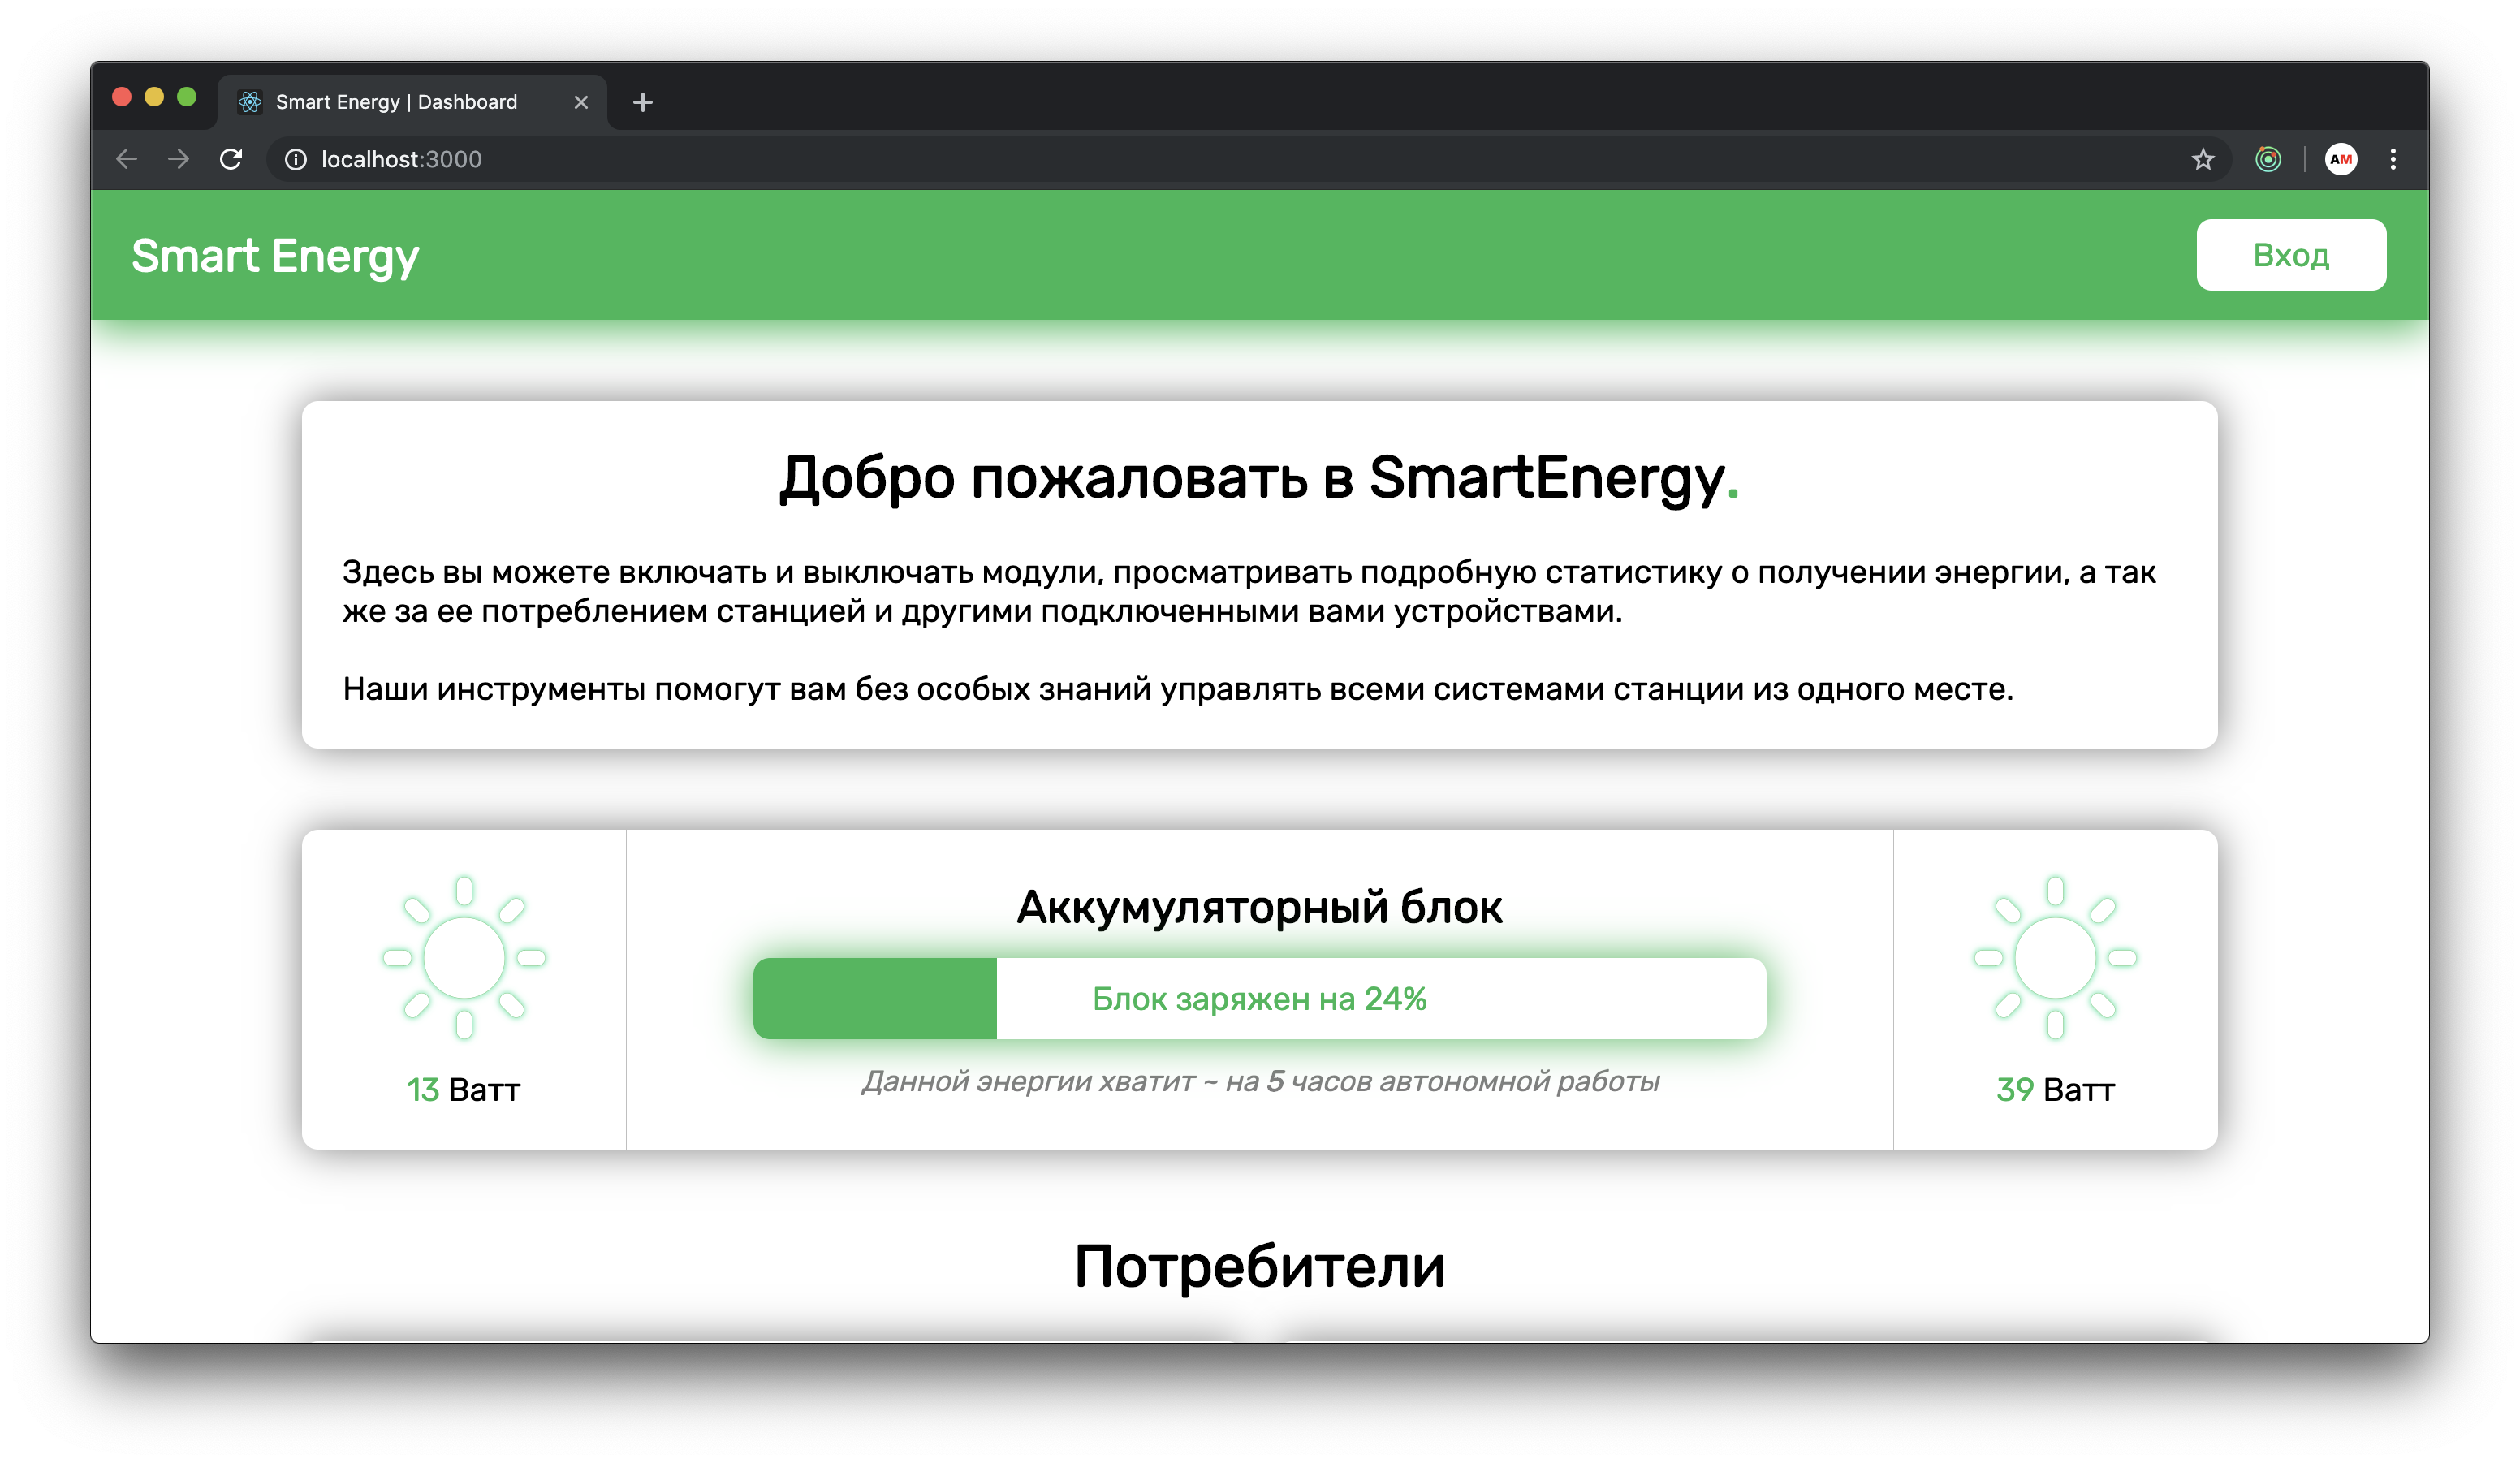 Smart Energy | Dashboard
localhost:3000
AM
Smart Energy
Вход
Добро пожаловать в SmartEnergy.
Здесь вы можете включать и выключать модули, просматривать подробную статистику о получении энергии, а так
же за ее потреблением станцией и другими подключенными вами устройствами.
Наши инструменты помогут вам без особых знаний управлять всеми системами станции из одного месте.
13 Ватт
Аккумуляторный блок
Блок заряжен на 24%
Данной энергии хватит ~ на 5 часов автономной работы
39 Ватт
Потребители